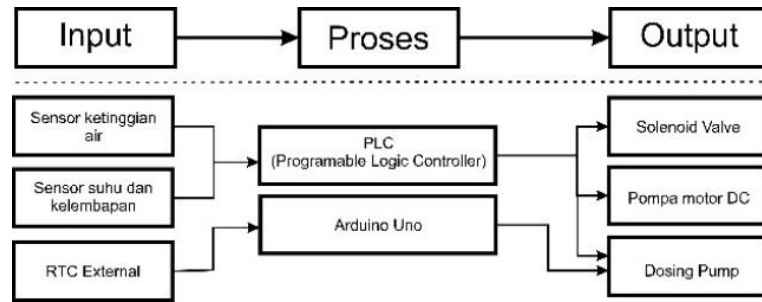 Input
Proses
Output
Sensor ketinggian
air
Sensor suhu dan
kelembapan
RTC External
PLC
(Programable Logic Controller)
Arduino Uno
Solenoid Valve
Pompa motor DC
Dosing Pump